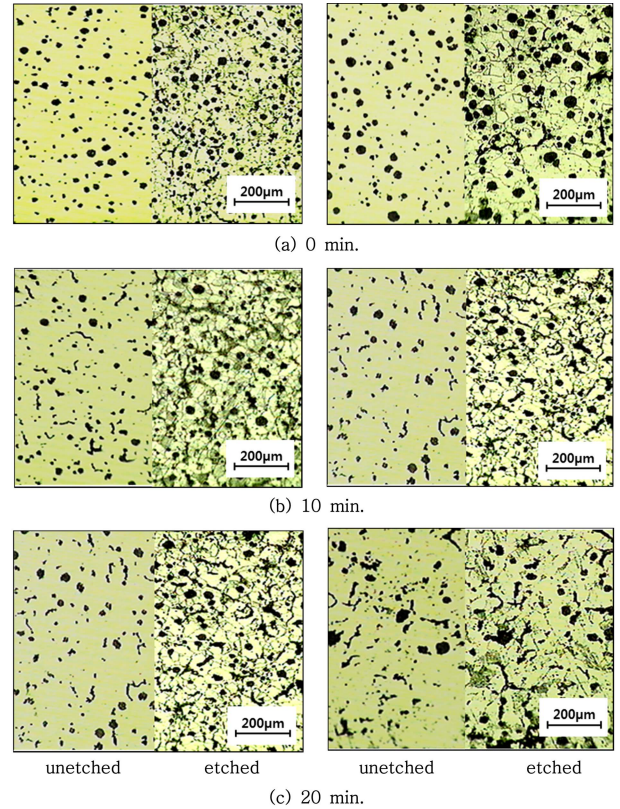 200μm 200μm
(a) 0 min.
200μm 200μm
(b) 10 min.
200μm 200μm
unetched etched unetched etched
(c) 20 min.